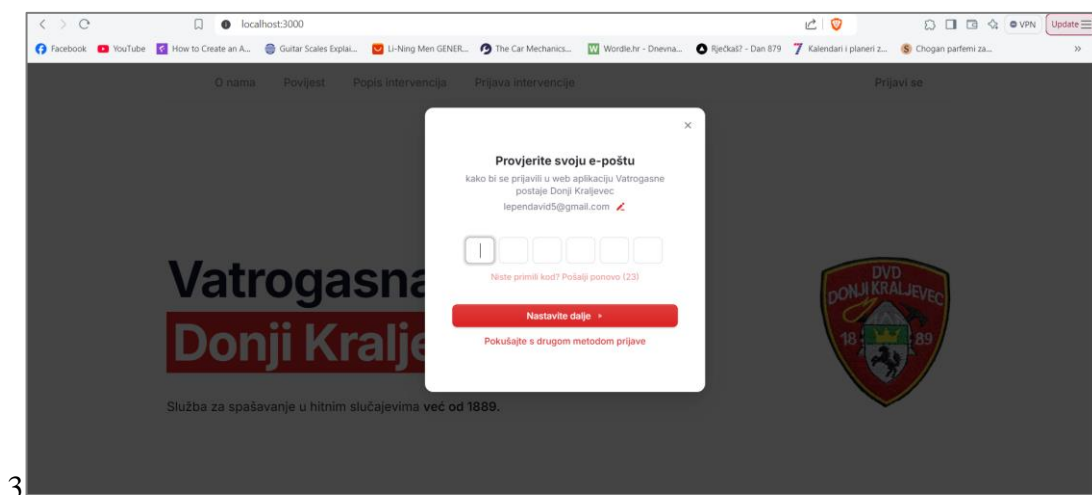 localhost:3000
VPN
Update
Facebook
YouTube
How to Create an A...
Guitar Scales Explai...
Li-Ning Men GENER...
The Car Mechanics...
Wordle.hr - Dnevna...
Rječkaš? - Dan 879
Kalendari i planeri z...
Chogan parfemi za...
»
O nama Povijest Popis intervencija Prijava intervencije Prijavi se
Provjerite svoju e-poštu
kako bi se prijavili u web aplikaciju Vatrogasne
postaje Donji Kraljevec
lependavid5@gmail.com
Niste primili kod? Pošalji ponovo (23)
Nastavite dalje
Pokušajte s drugom metodom prijave
Vatrogasna
Donji Kralje
Služba za spašavanje u hitnim slučajevima već od 1889.
DVD
DONJI KRALJEVEC
18 89
3